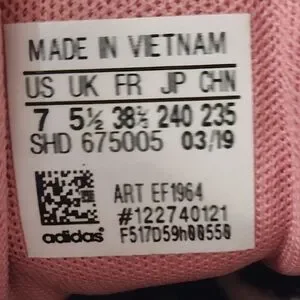 MADE IN VIETNAM
US UK FR JP CHN
7 5½ 38⅔ 240 235
SHD 675005 03/19
ART EF1964
#122740121
adidas F517D59h00550